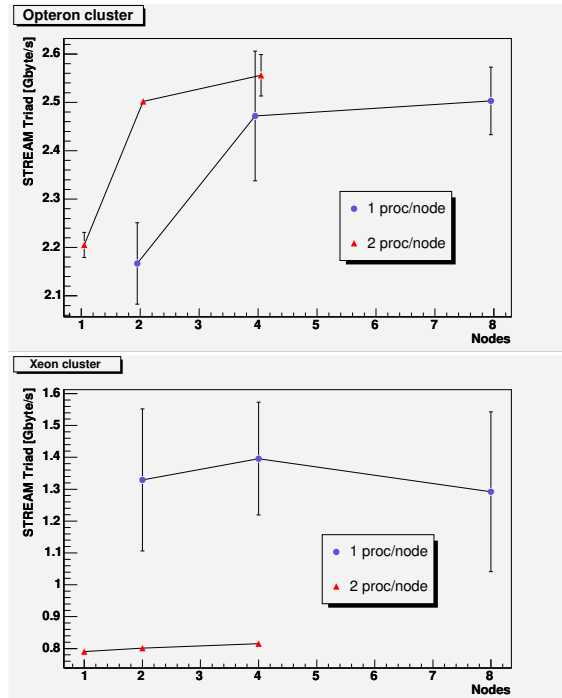 Opteron cluster
STREAM Triad [Gbyte/s]
2.6
2.5
2.4
2.3
2.2
2.1
1 proc/node
2 proc/node
1 2 3 4 5 6 7 8
Nodes
Xeon cluster
STREAM Triad [Gbyte/s]
1.6
1.5
1.4
1.3
1.2
1.1
1
0.9
0.8
1 proc/node
2 proc/node
1 2 3 4 5 6 7 8
Nodes